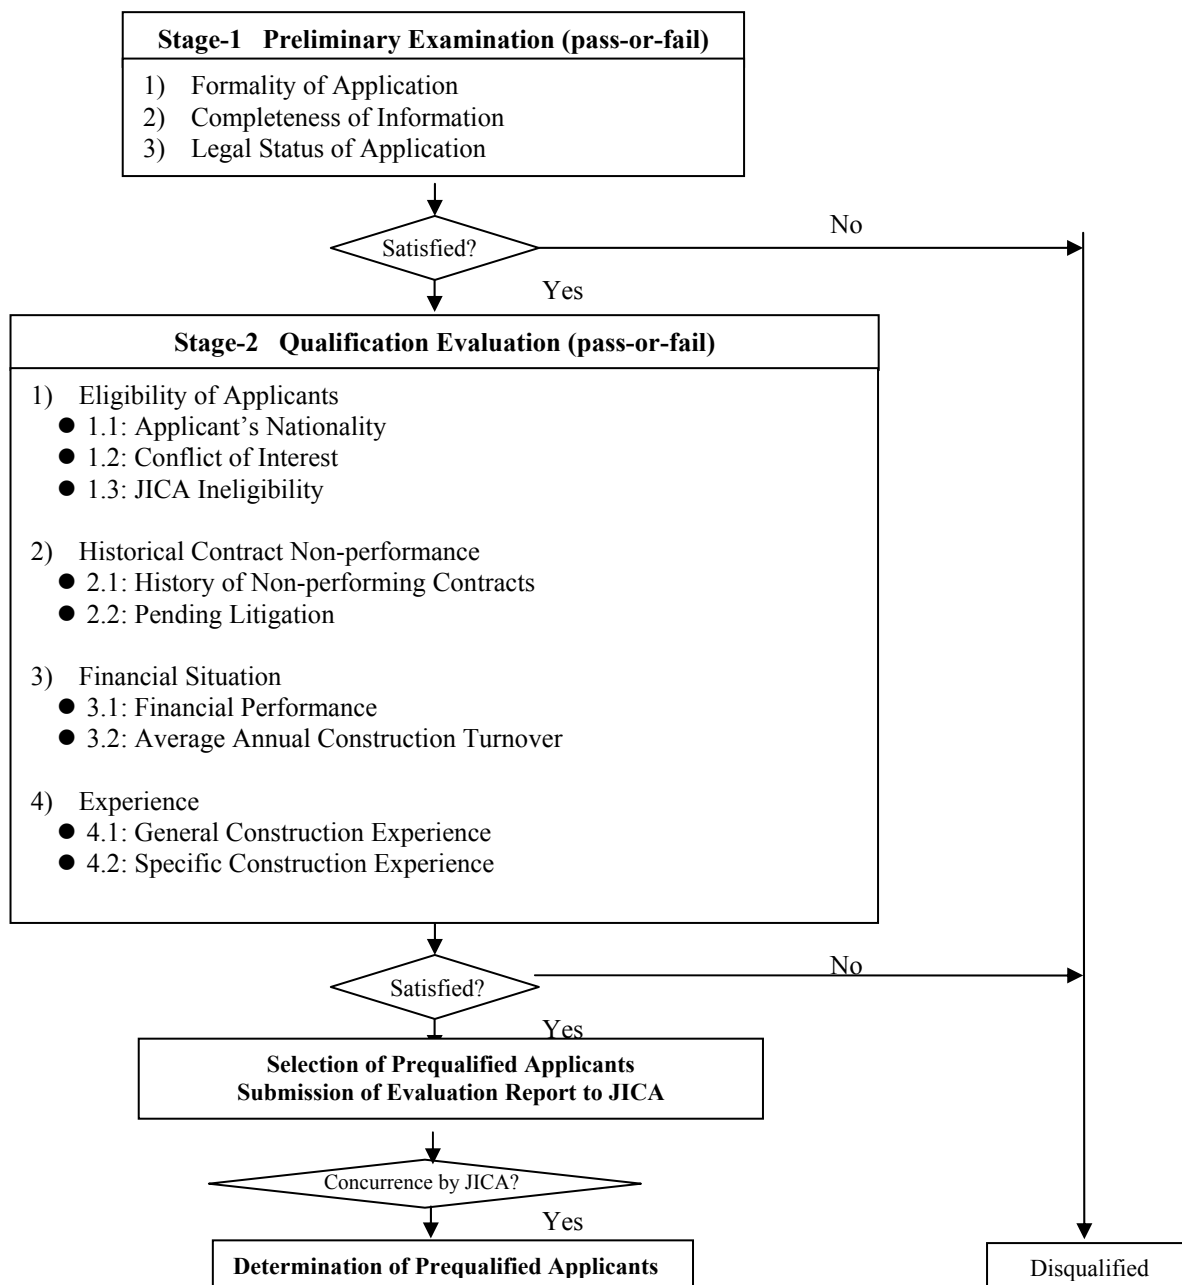 Stage-1 Preliminary Examination (pass-or-fail)
1) Formality of Application
2) Completeness of Information
3) Legal Status of Application
Satisfied?
No
Yes
Stage-2 Qualification Evaluation (pass-or-fail)
1) Eligibility of Applicants
● 1.1: Applicant’s Nationality
● 1.2: Conflict of Interest
● 1.3: JICA Ineligibility
2) Historical Contract Non-performance
● 2.1: History of Non-performing Contracts
● 2.2: Pending Litigation
3) Financial Situation
● 3.1: Financial Performance
● 3.2: Average Annual Construction Turnover
4) Experience
● 4.1: General Construction Experience
● 4.2: Specific Construction Experience
Satisfied?
No
Yes
Selection of Prequalified Applicants
Submission of Evaluation Report to JICA
Concurrence by JICA?
Yes
Determination of Prequalified Applicants
Disqualified